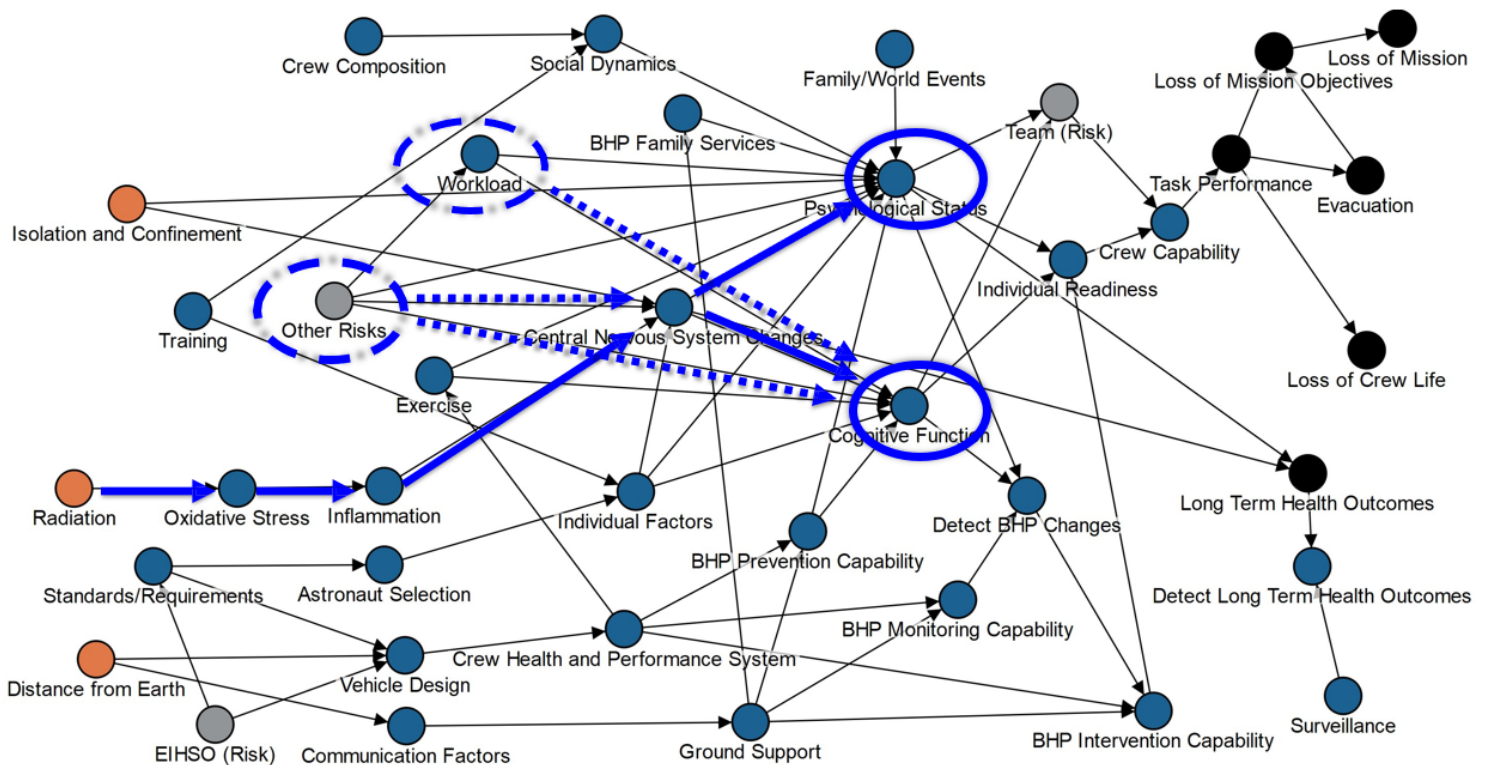 Crew Composition
Social Dynamics
Family/World Events
Loss of Mission
Loss of Mission Objectives
BHP Family Services
Team (Risk)
Workload
Task Performance
Evacuation
Psychological Status
Isolation and Confinement
Crew Capability
Individual Readiness
Training
Other Risks
Central Nervous System Changes
Loss of Crew Life
Exercise
Cognitive Function
Radiation
Oxidative Stress
Inflammation
Individual Factors
Detect BHP Changes
Long Term Health Outcomes
BHP Prevention Capability
Standards/Requirements
Astronaut Selection
Detect Long Term Health Outcomes
BHP Monitoring Capability
Distance from Earth
Vehicle Design
Crew Health and Performance System
EIHSO (Risk)
Communication Factors
Ground Support
BHP Intervention Capability
Surveillance